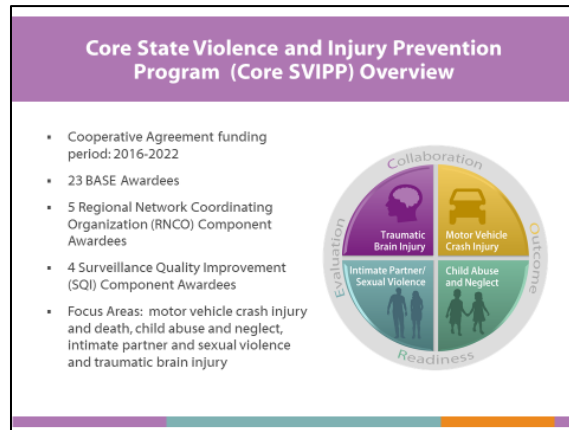 Core State Violence and Injury Prevention
Program (Core SVIPP) Overview
▪ Cooperative Agreement funding
period: 2016-2022
▪ 23 BASE Awardees
▪ 5 Regional Network Coordinating
Organization (RNCO) Component
Awardees
▪ 4 Surveillance Quality Improvement
(SQI) Component Awardees
▪ Focus Areas: motor vehicle crash injury
and death, child abuse and neglect,
intimate partner and sexual violence
and traumatic brain injury
Collaboration
Outcome
Readiness
Evaluation
Traumatic
Brain Injury
Motor Vehicle
Crash Injury
Intimate Partner/
Sexual Violence
Child Abuse
and Neglect